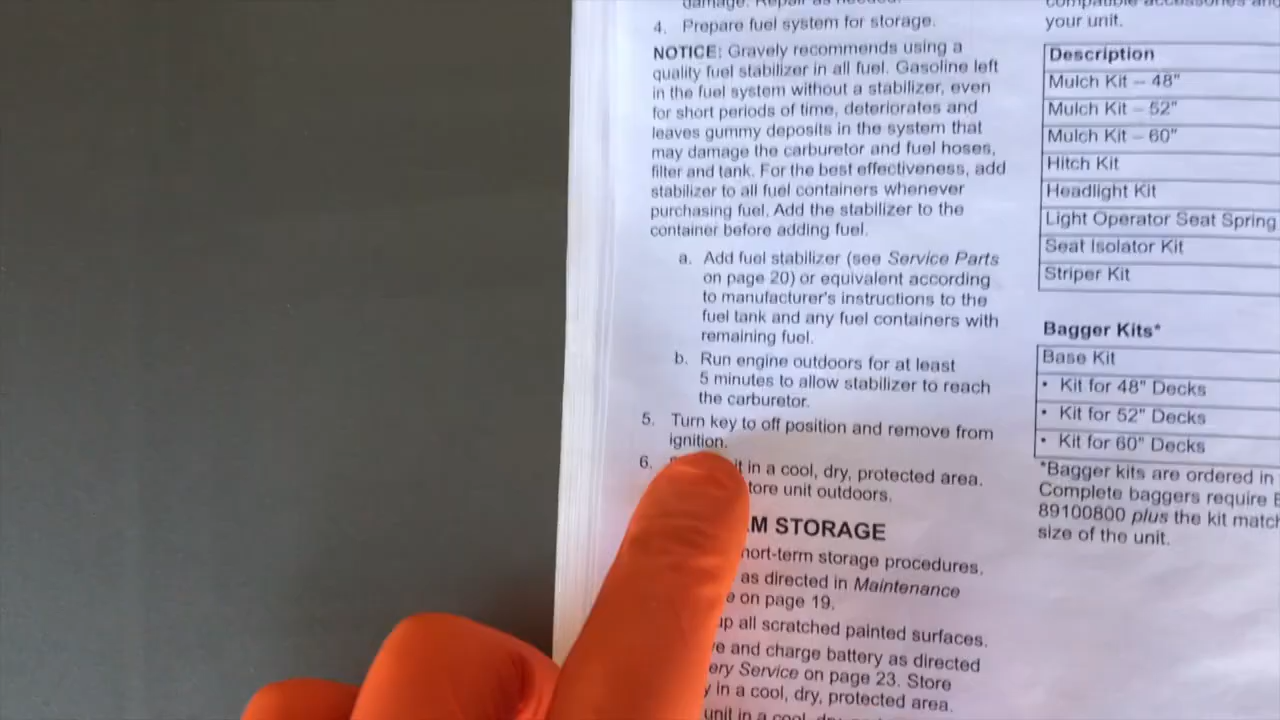 4. Prepare fuel system for storage.
NOTICE: Gravely recommends using a
quality fuel stabilizer in all fuel. Gasoline left
in the fuel system without a stabilizer, even
for short periods of time, deteriorates and
leaves gummy deposits in the system that
may damage the carburetor and fuel hoses,
filter and tank. For the best effectiveness, add
stabilizer to all fuel containers whenever
purchasing fuel. Add the stabilizer to the
container before adding fuel.
a. Add fuel stabilizer (see Service Parts
on page 20) or equivalent according
to manufacturer's instructions to the
fuel tank and any fuel containers with
remaining fuel.
b. Run engine outdoors for at least
5 minutes to allow stabilizer to reach
the carburetor.
5. Turn key to off position and remove from
ignition.
6. it in a cool, dry, protected area.
tore unit outdoors.
M STORAGE
hort-term storage procedures.
as directed in Maintenance
e on page 19.
up all scratched painted surfaces.
e and charge battery as directed
ery Service on page 23. Store
y in a cool, dry, protected area.
unit in a cool,
your unit.
Description
Mulch Kit – 48"
Mulch Kit – 52"
Mulch Kit – 60"
Hitch Kit
Headlight Kit
Light Operator Seat Spring
Seat Isolator Kit
Striper Kit
Bagger Kits*
Base Kit
• Kit for 48" Decks
• Kit for 52" Decks
• Kit for 60" Decks
*Bagger kits are ordered in
Complete baggers require
89100800 plus the kit match
size of the unit.